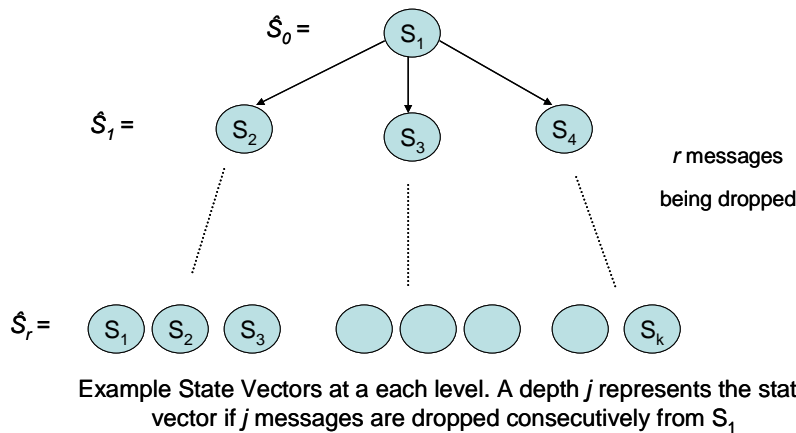 Ŝ₀ = S₁
Ŝ₁ = S₂ S₃ S₄
r messages
being dropped
Ŝᵣ = S₁ S₂ S₃ Sₖ
Example State Vectors at a each level. A depth j represents the stat
vector if j messages are dropped consecutively from S₁